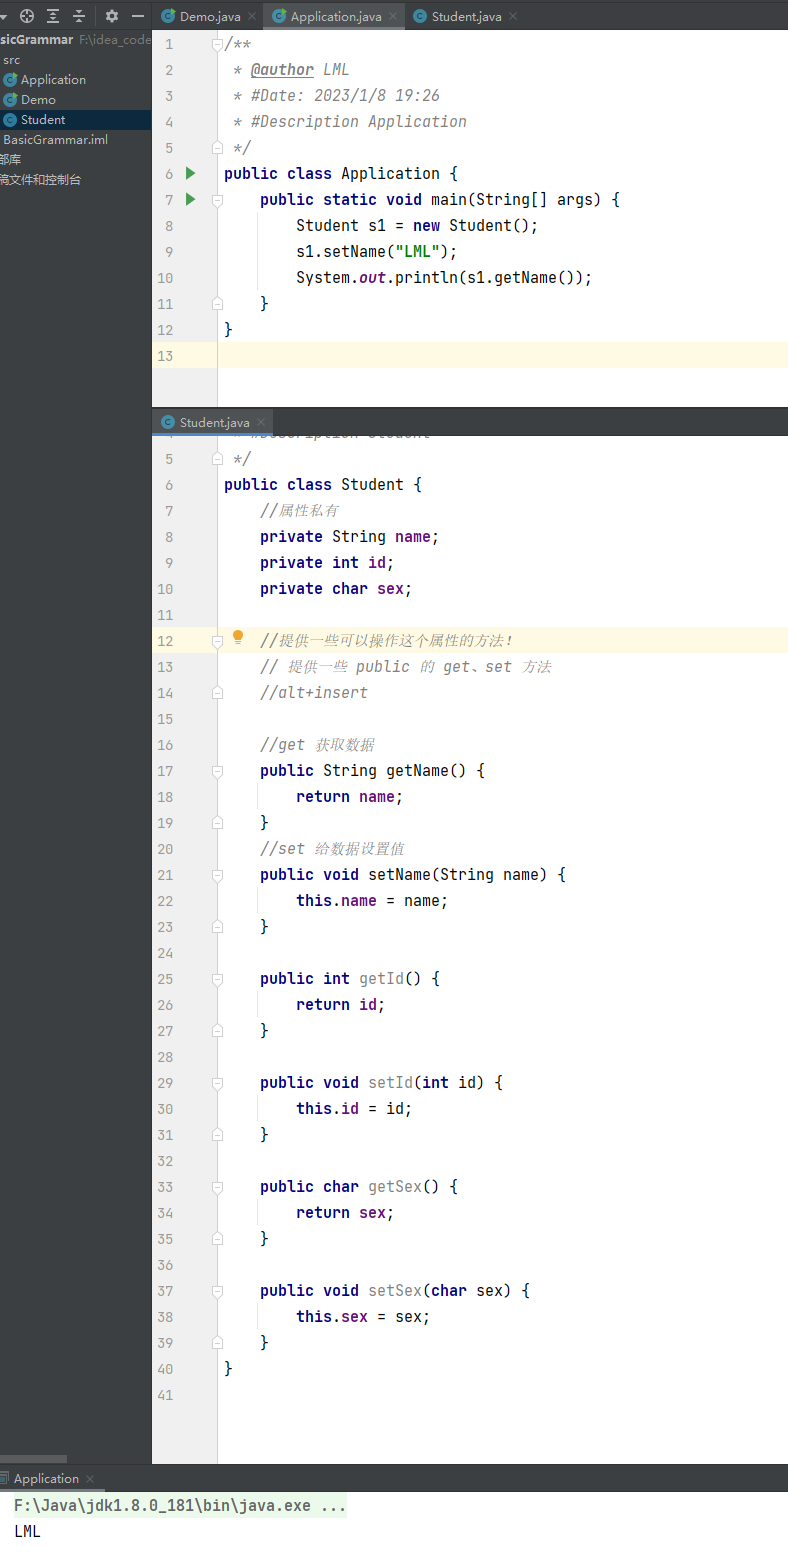 Demo.java
Application.java
Student.java
sicGrammar F:\idea_code
src
Application
Demo
Student
BasicGrammar.iml
部库
稿文件和控制台
1 /**
2 * @author LML
3 * #Date: 2023/1/8 19:26
4 * #Description Application
5 */
6 public class Application {
7 public static void main(String[] args) {
8 Student s1 = new Student();
9 s1.setName("LML");
10 System.out.println(s1.getName());
11 }
12 }
13
Student.java
5 */
6 public class Student {
7 //属性私有
8 private String name;
9 private int id;
10 private char sex;
11
12 //提供一些可以操作这个属性的方法！
13 // 提供一些 public 的 get、set 方法
14 //alt+insert
15
16 //get 获取数据
17 public String getName() {
18 return name;
19 }
20 //set 给数据设置值
21 public void setName(String name) {
22 this.name = name;
23 }
24
25 public int getId() {
26 return id;
27 }
28
29 public void setId(int id) {
30 this.id = id;
31 }
32
33 public char getSex() {
34 return sex;
35 }
36
37 public void setSex(char sex) {
38 this.sex = sex;
39 }
40 }
41
Application
F:\Java\jdk1.8.0_181\bin\java.exe ...
LML